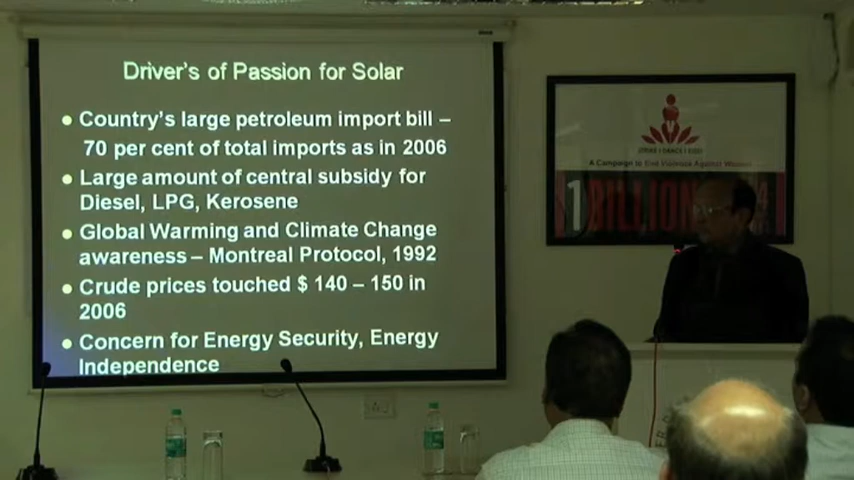 Driver's of Passion for Solar
Country's large petroleum import bill –
70 per cent of total imports as in 2006
Large amount of central subsidy for
Diesel, LPG, Kerosene
Global Warming and Climate Change
awareness – Montreal Protocol, 1992
Crude prices touched $ 140 – 150 in
2006
Concern for Energy Security, Energy
Independence
A Campaign to End Violence Against Women
1 BILLION